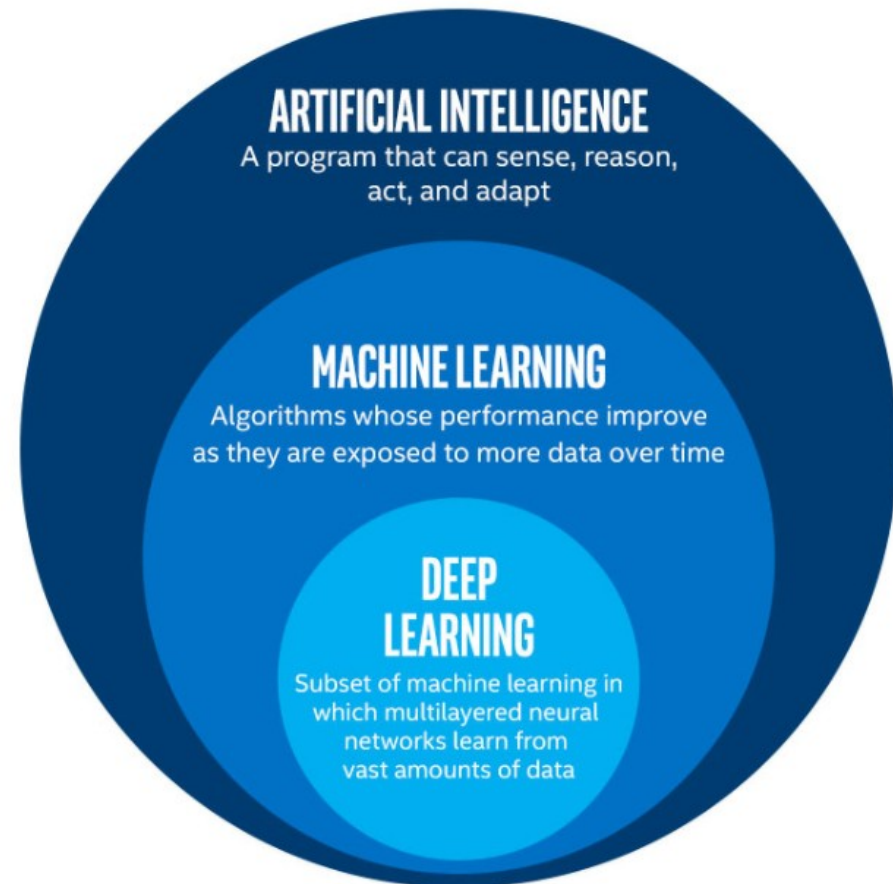 ARTIFICIAL INTELLIGENCE
A program that can sense, reason,
act, and adapt
MACHINE LEARNING
Algorithms whose performance improve
as they are exposed to more data over time
DEEP
LEARNING
Subset of machine learning in
which multilayered neural
networks learn from
vast amounts of data